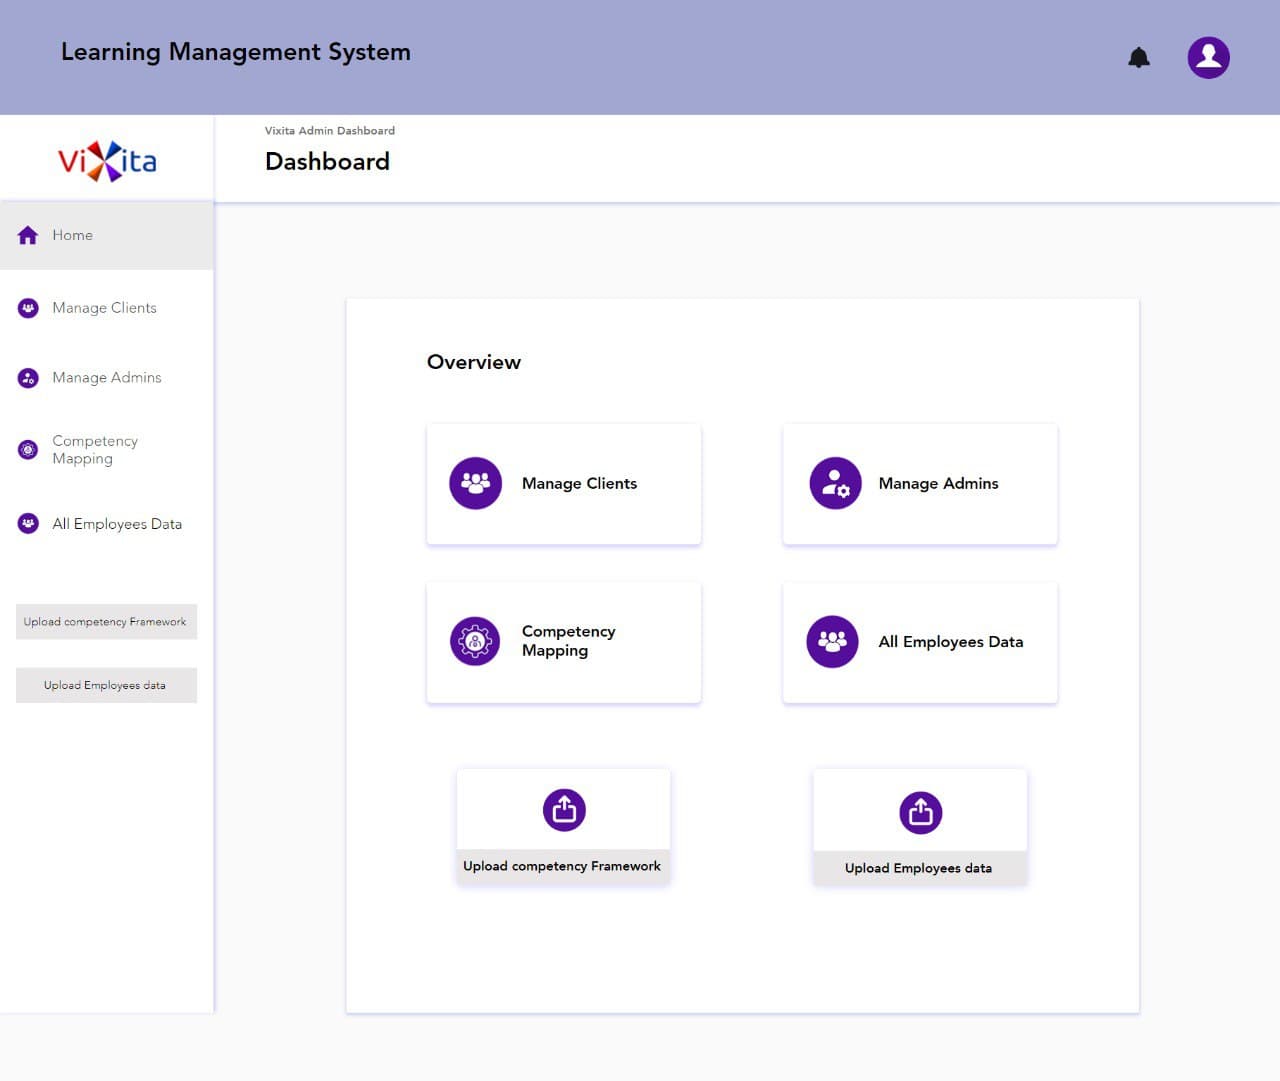 Learning Management System
ViXita
Vixita Admin Dashboard
Dashboard
Home
Manage Clients
Manage Admins
Competency
Mapping
All Employees Data
Upload competency Framework
Upload Employees data
Overview
Manage Clients
Manage Admins
Competency
Mapping
All Employees Data
Upload competency Framework
Upload Employees data